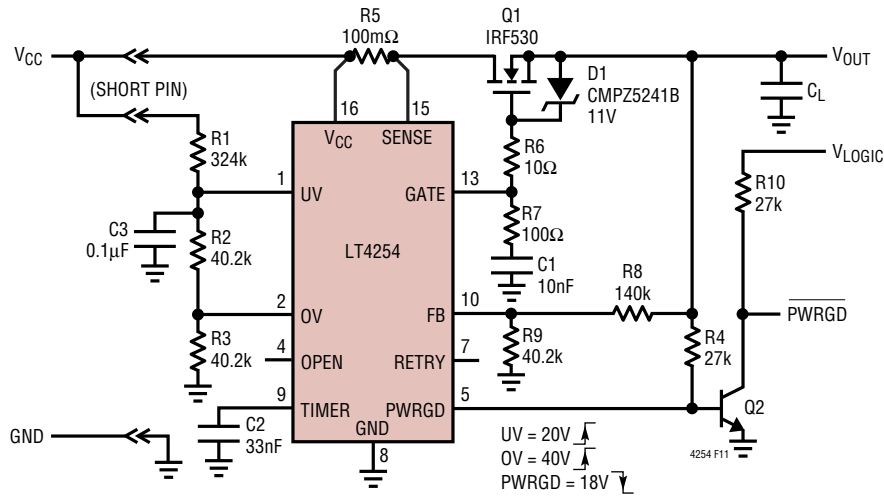 R5
100mΩ
Q1
IRF530
VCC
VOUT
D1
CMPZ5241B
11V
CL
(SHORT PIN)
16
15
VCC
SENSE
R1
324k
R6
10Ω
VLOGIC
1
UV
13
GATE
R10
27k
C3
0.1µF
R2
40.2k
R7
100Ω
LT4254
C1
10nF
R8
140k
2
OV
10
FB
PWRGD
R3
40.2k
R9
40.2k
R4
27k
4
OPEN
7
RETRY
9
TIMER
5
PWRGD
Q2
GND
C2
33nF
GND
8
UV = 20V
OV = 40V
PWRGD = 18V
4254 F11